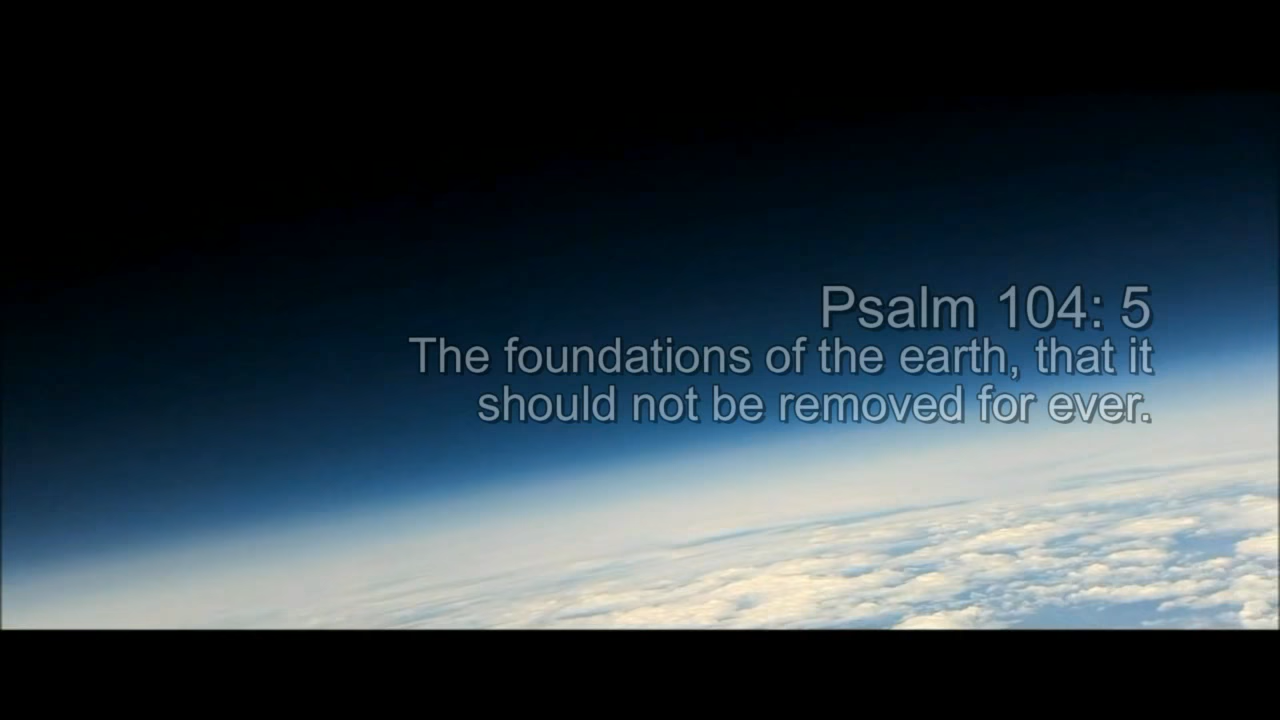 Psalm 104: 5
The foundations of the earth, that it
should not be removed for ever.